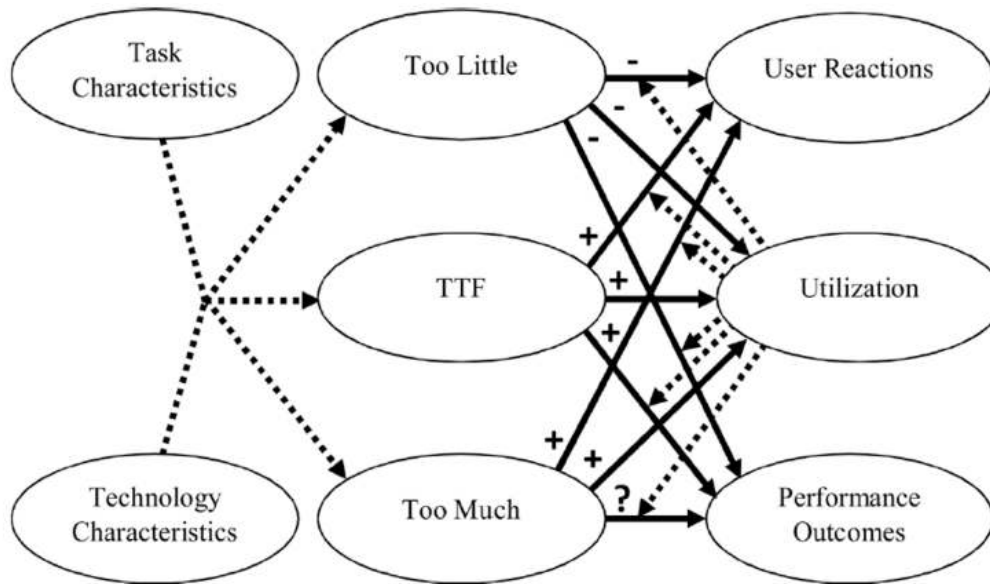 Task
Characteristics
Too Little
User Reactions
-
-
-
TTF
Utilization
+
+
+
Technology
Characteristics
Too Much
Performance
Outcomes
+
+
?